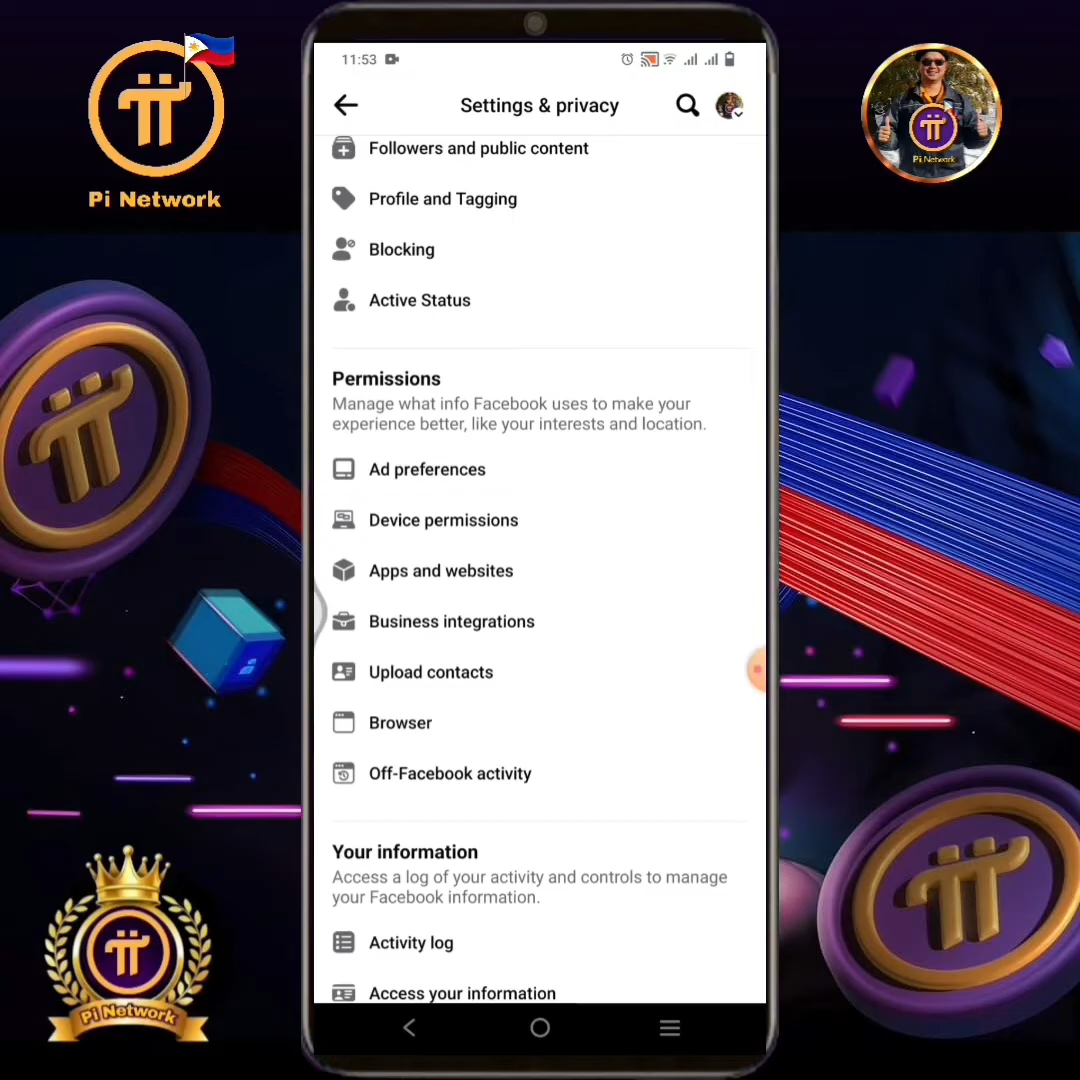 11:53
Settings & privacy
Pi Network
Pi Network
Followers and public content
Profile and Tagging
Blocking
Active Status
Permissions
Manage what info Facebook uses to make your
experience better, like your interests and location.
Ad preferences
Device permissions
Apps and websites
Business integrations
Upload contacts
Browser
Off-Facebook activity
Your information
Access a log of your activity and controls to manage
your Facebook information.
Activity log
Access your information
Pi Network